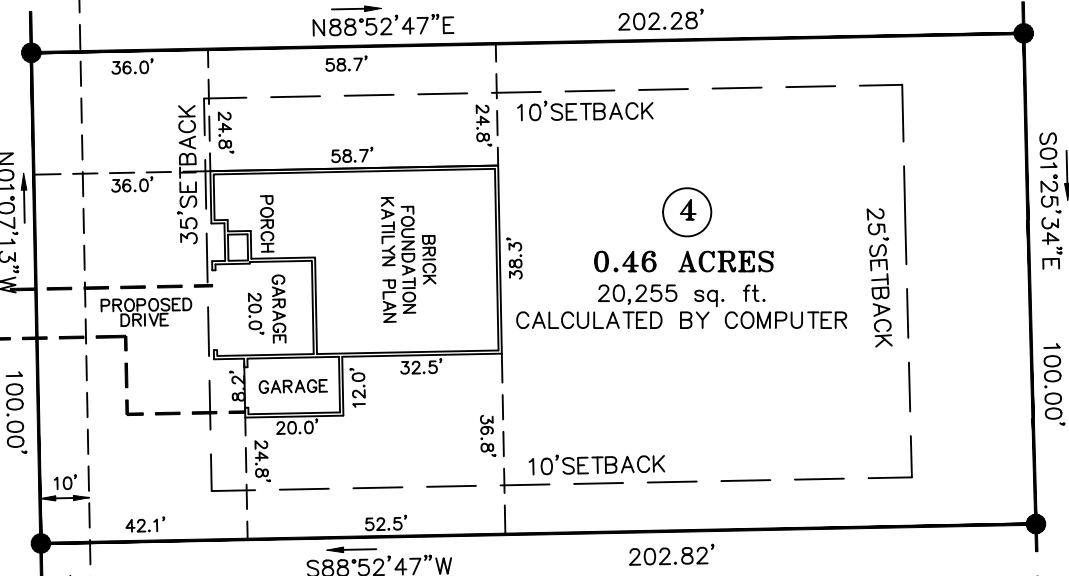 N88°52'47"E
202.28'
36.0'
58.7'
10'SETBACK
35'SETBACK
24.8'
24.8'
58.7'
36.0'
N01°07'13"W
S01°25'34"E
PORCH
BRICK
FOUNDATION
KATILYN PLAN
38.3'
4
0.46 ACRES
20,255 sq. ft.
CALCULATED BY COMPUTER
25'SETBACK
GARAGE
20.0'
PROPOSED
DRIVE
GARAGE
8.2'
12.0'
32.5'
20.0'
100.00'
100.00'
24.8'
36.8'
10'SETBACK
10'
42.1'
52.5'
S88°52'47"W
202.82'